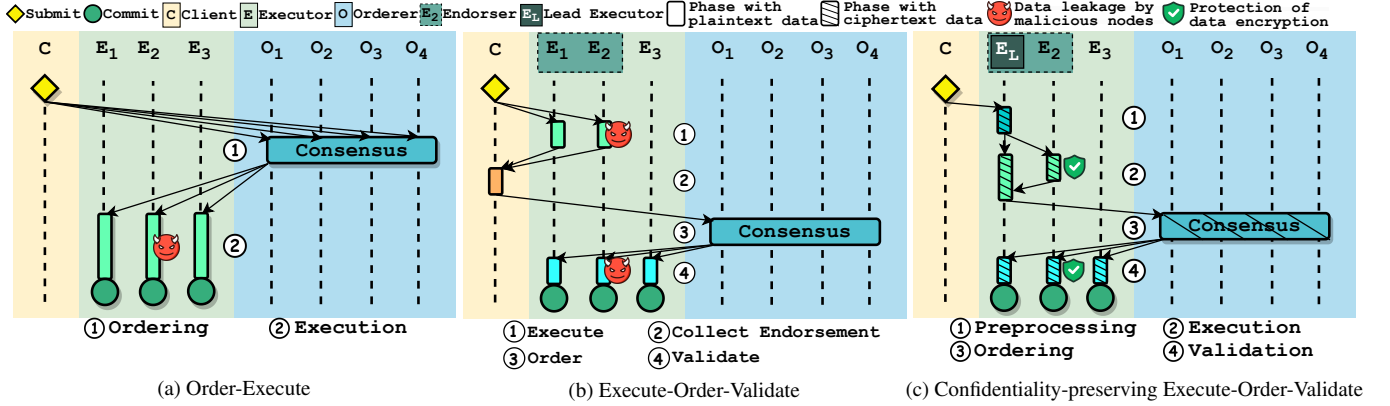 Submit Commit C Client E Executor O Orderer E2 Endorser EL Lead Executor Phase with plaintext data Phase with ciphertext data Data leakage by malicious nodes Protection of data encryption
C E1 E2 E3 O1 O2 O3 O4
① Consensus
②
① Ordering ② Execution
(a) Order-Execute
C E1 E2 E3 O1 O2 O3 O4
①
②
③ Consensus
④
① Execute ② Collect Endorsement
③ Order ④ Validate
(b) Execute-Order-Validate
C EL E2 E3 O1 O2 O3 O4
①
②
③ Consensus
④
① Preprocessing ② Execution
③ Ordering ④ Validation
(c) Confidentiality-preserving Execute-Order-Validate